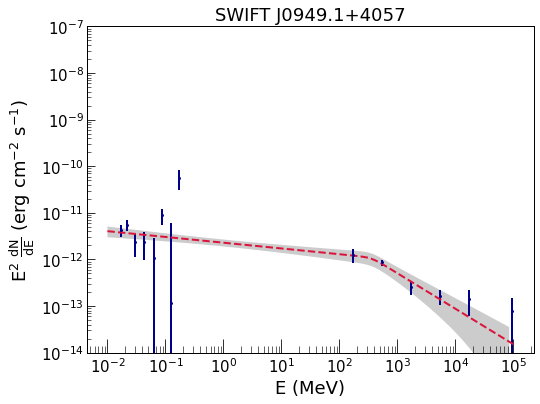 SWIFT J0949.1+4057
E² dN/dE (erg cm⁻² s⁻¹)
10⁻⁷
10⁻⁸
10⁻⁹
10⁻¹⁰
10⁻¹¹
10⁻¹²
10⁻¹³
10⁻¹⁴
10⁻² 10⁻¹ 10⁰ 10¹ 10² 10³ 10⁴ 10⁵
E (MeV)